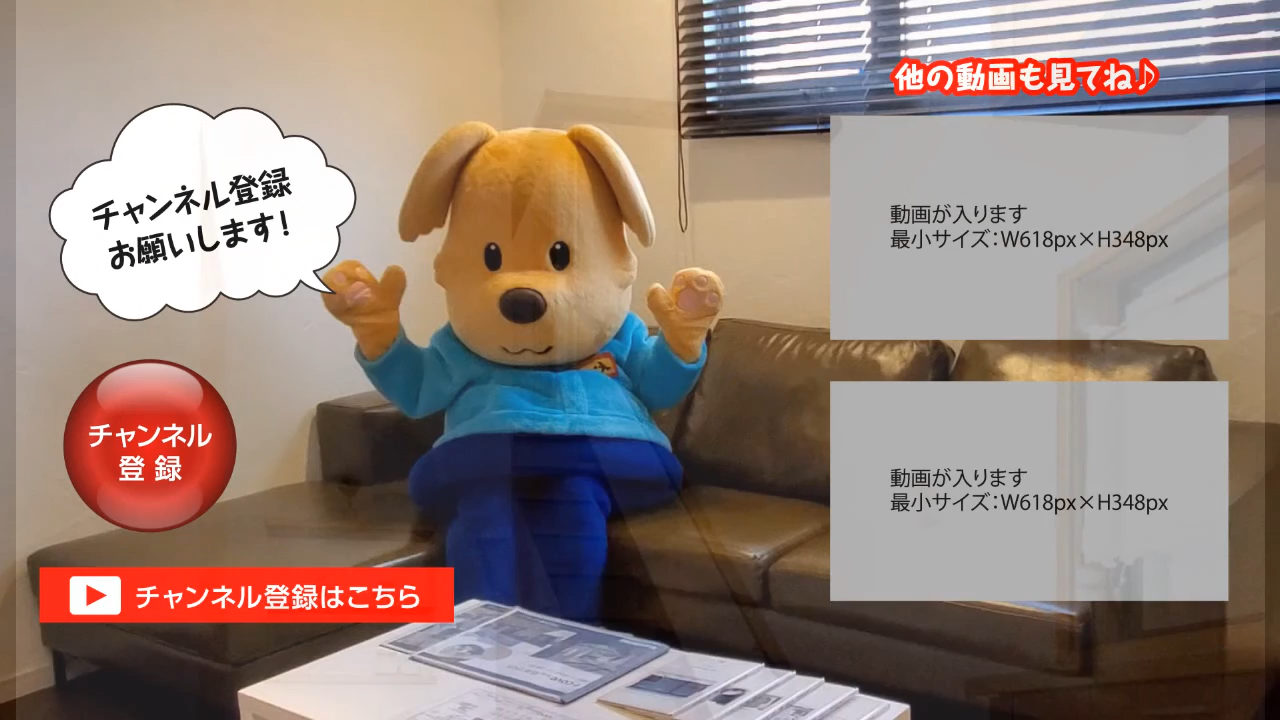 他の動画も見てね♪
チャンネル登録
お願いします!
動画が入ります
最小サイズ：W618px×H348px
チャンネル
登録
動画が入ります
最小サイズ：W618px×H348px
チャンネル登録はこちら